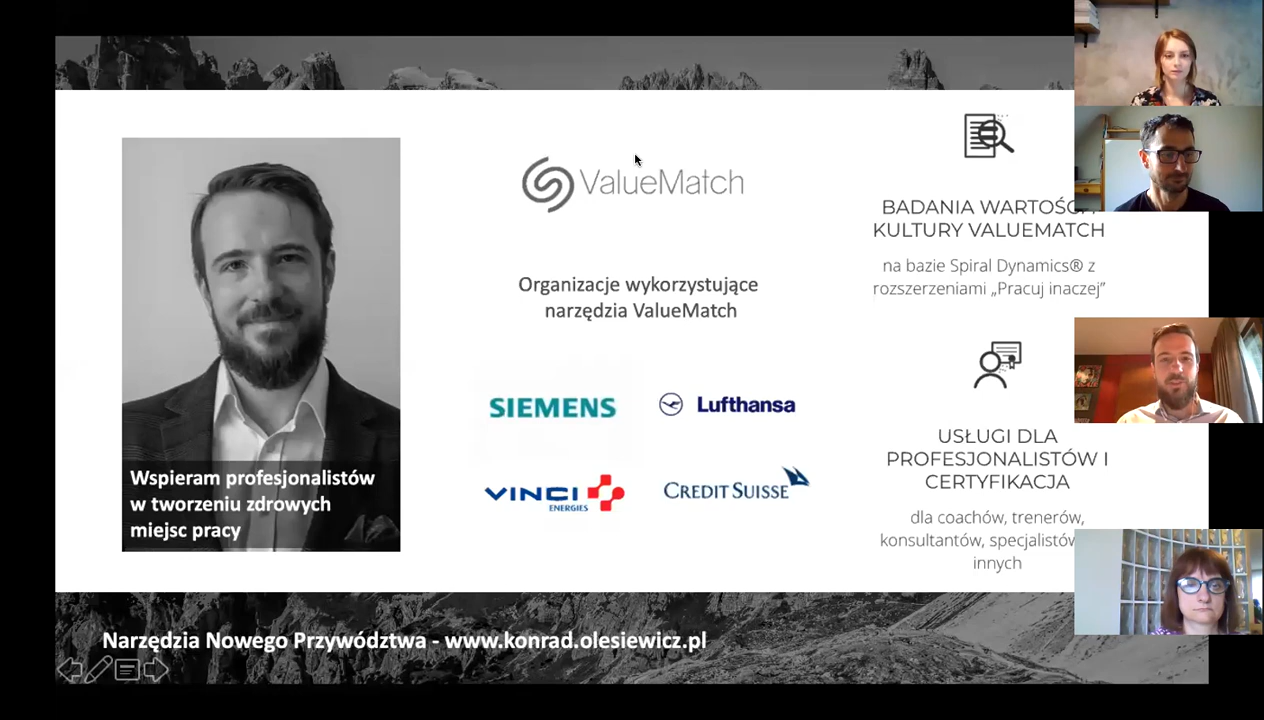 ValueMatch
Organizacje wykorzystujące
narzędzia ValueMatch
SIEMENS
Lufthansa
VINCI
ENERGIES
CREDIT SUISSE
Wspieram profesjonalistów
w tworzeniu zdrowych
miejsc pracy
BADANIA WARTOŚCI
KULTURY VALUEMATCH
na bazie Spiral Dynamics® z
rozszerzeniami „Pracuj inaczej”
USŁUGI DLA
PROFESJONALISTÓW I
CERTYFIKACJA
dla coachów, trenerów,
konsultantów, specjalistów
innych
Narzędzia Nowego Przywództwa - www.konrad.olesiewicz.pl